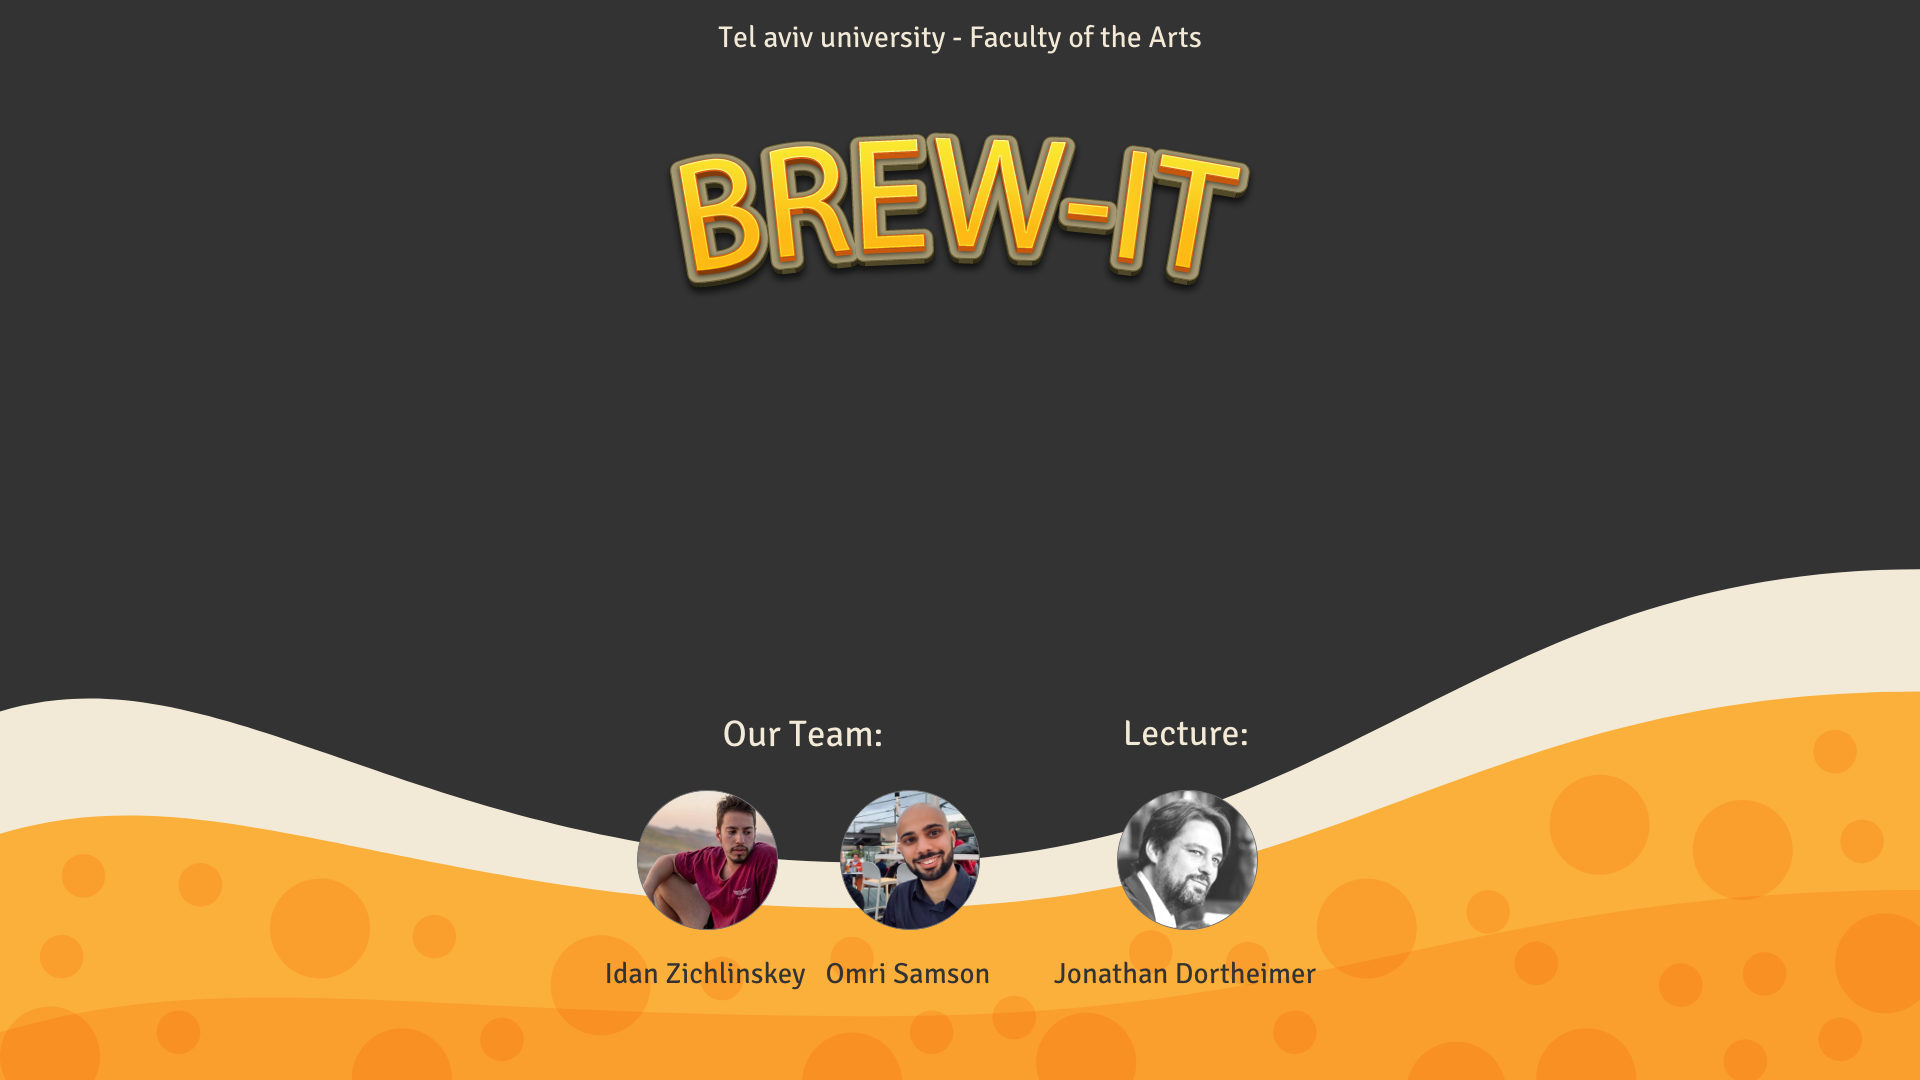 Tel aviv university - Faculty of the Arts
BREW-IT
Our Team:
Lecture:
Idan Zichlinskey
Omri Samson
Jonathan Dortheimer